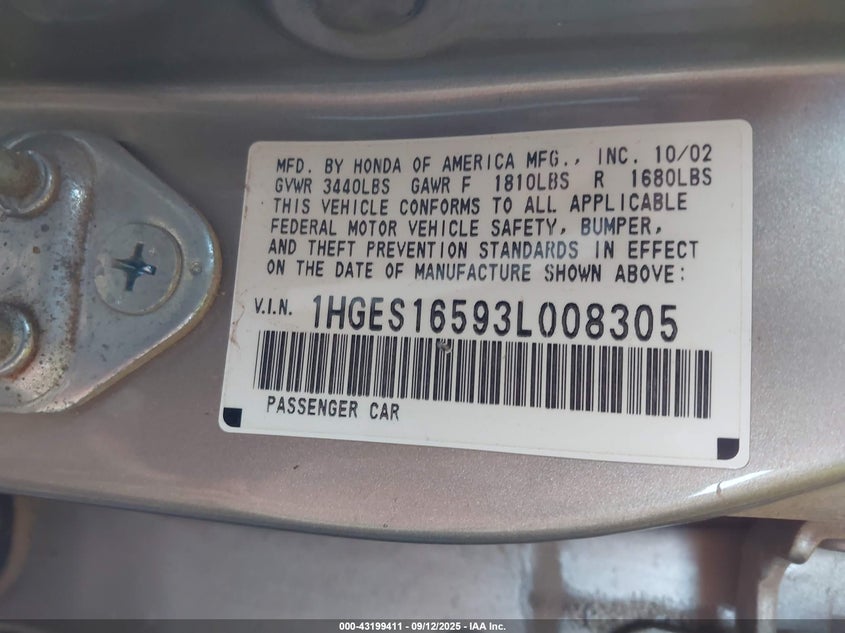 MFD. BY HONDA OF AMERICA MFG., INC. 10/02
GVWR 3440LBS GAWR F 1810LBS R 1680LBS
THIS VEHICLE CONFORMS TO ALL APPLICABLE
FEDERAL MOTOR VEHICLE SAFETY, BUMPER,
AND THEFT PREVENTION STANDARDS IN EFFECT
ON THE DATE OF MANUFACTURE SHOWN ABOVE:
V.I.N. 1HGES16593L008305
PASSENGER CAR
000-43199411 - 09/12/2025 - IAA Inc.